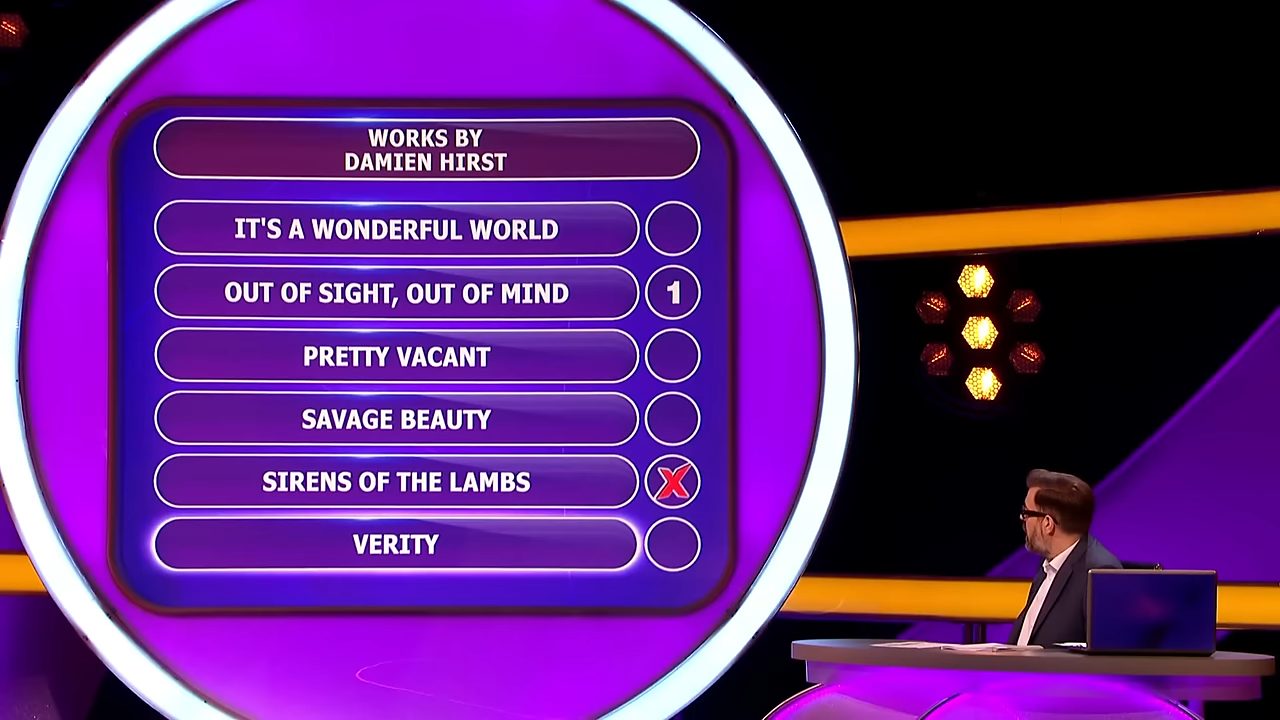 WORKS BY
DAMIEN HIRST
IT'S A WONDERFUL WORLD
OUT OF SIGHT, OUT OF MIND 1
PRETTY VACANT
SAVAGE BEAUTY
SIRENS OF THE LAMBS X
VERITY